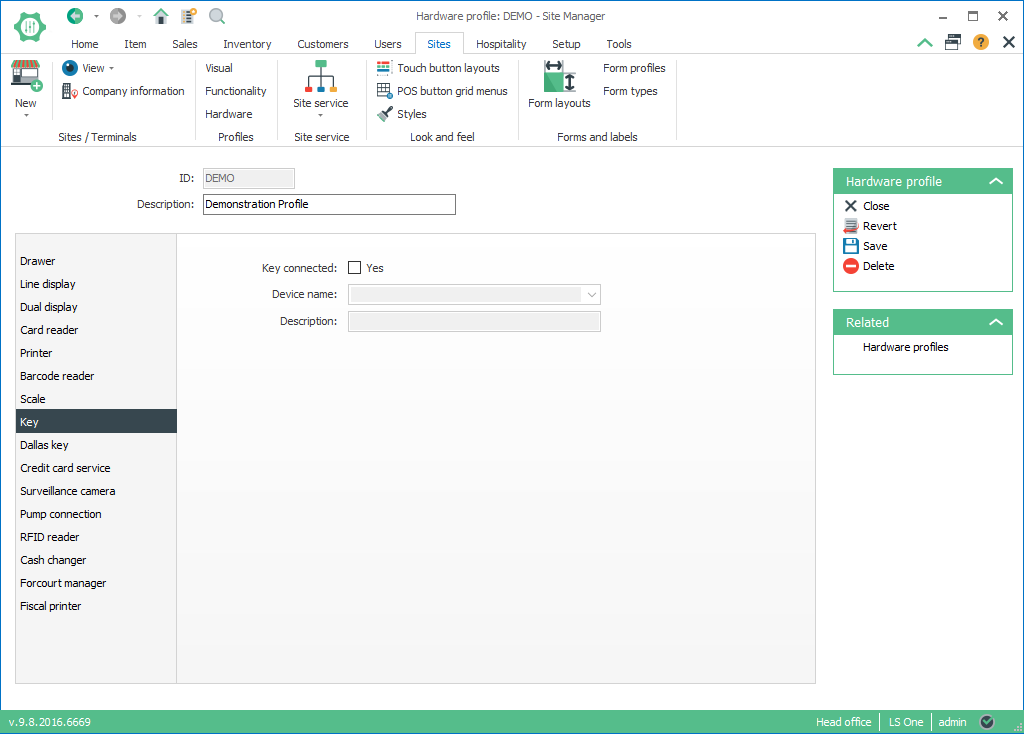 Hardware profile: DEMO - Site Manager
Home Item Sales Inventory Customers Users Sites Hospitality Setup Tools
New
View
Company information
Sites / Terminals
Visual
Functionality
Hardware
Profiles
Site service
Site service
Touch button layouts
POS button grid menus
Styles
Look and feel
Form layouts
Form profiles
Form types
Forms and labels
ID: DEMO
Description: Demonstration Profile
Drawer
Line display
Dual display
Card reader
Printer
Barcode reader
Scale
Key
Dallas key
Credit card service
Surveillance camera
Pump connection
RFID reader
Cash changer
Forcourt manager
Fiscal printer
Key connected: Yes
Device name:
Description:
Hardware profile
Close
Revert
Save
Delete
Related
Hardware profiles
v.9.8.2016.6669
Head office LS One admin